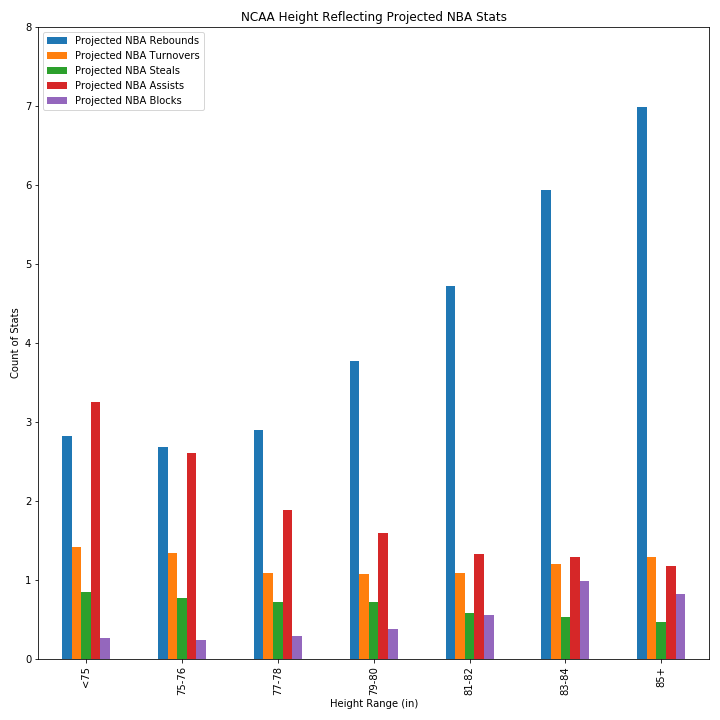 NCAA Height Reflecting Projected NBA Stats
Projected NBA Rebounds
Projected NBA Turnovers
Projected NBA Steals
Projected NBA Assists
Projected NBA Blocks
8
7
6
5
4
3
2
1
0
Count of Stats
<75
75-76
77-78
79-80
81-82
83-84
85+
Height Range (in)